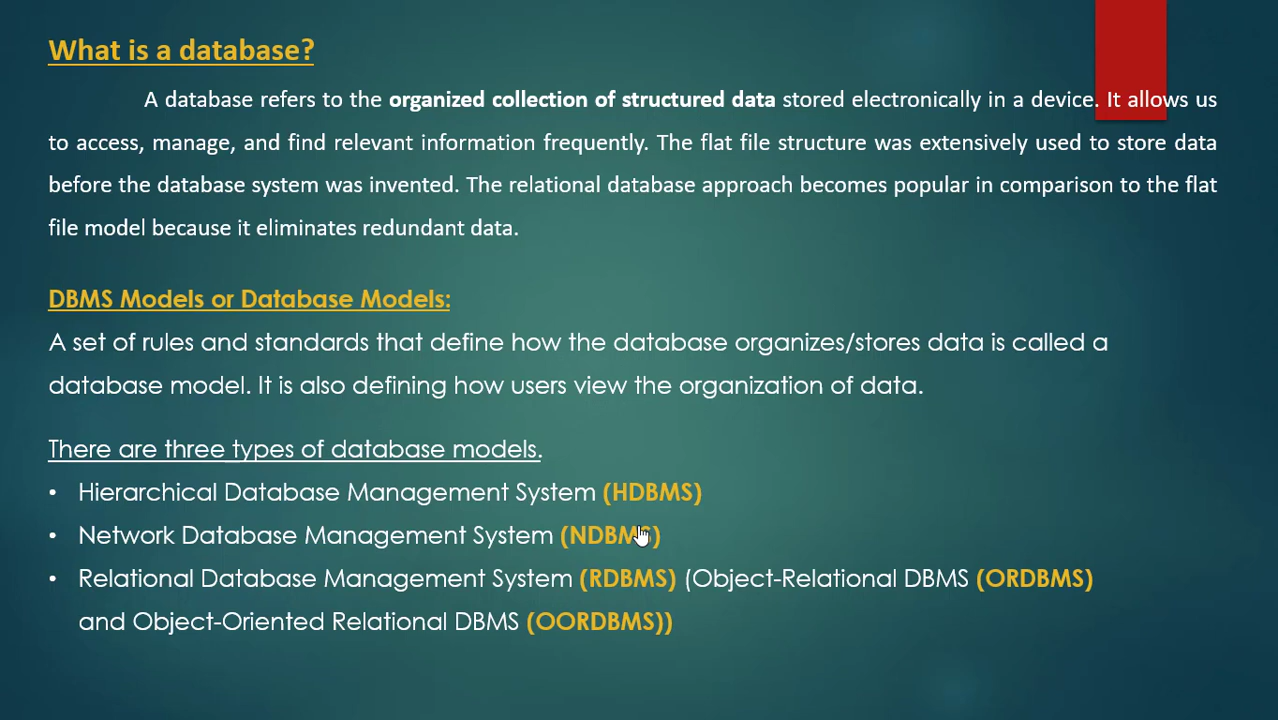 What is a database?
A database refers to the organized collection of structured data stored electronically in a device. It allows us
to access, manage, and find relevant information frequently. The flat file structure was extensively used to store data
before the database system was invented. The relational database approach becomes popular in comparison to the flat
file model because it eliminates redundant data.
DBMS Models or Database Models:
A set of rules and standards that define how the database organizes/stores data is called a
database model. It is also defining how users view the organization of data.
There are three types of database models.
• Hierarchical Database Management System (HDBMS)
• Network Database Management System (NDBMS)
• Relational Database Management System (RDBMS) (Object-Relational DBMS (ORDBMS)
and Object-Oriented Relational DBMS (OORDBMS))